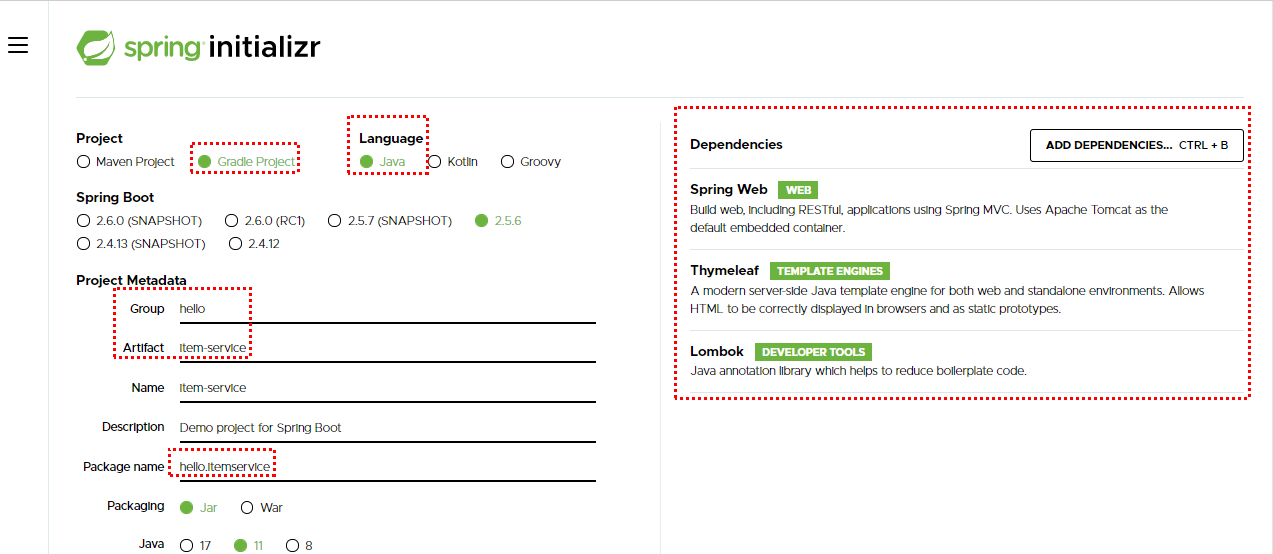 spring initializr
Project
Maven Project Gradle Project
Language
Java Kotlin Groovy
Spring Boot
2.6.0 (SNAPSHOT) 2.6.0 (RC1) 2.5.7 (SNAPSHOT) 2.5.6
2.4.13 (SNAPSHOT) 2.4.12
Project Metadata
Group hello
Artifact item-service
Name item-service
Description Demo project for Spring Boot
Package name hello.itemservice
Packaging Jar War
Java 17 11 8
Dependencies
ADD DEPENDENCIES... CTRL + B
Spring Web WEB
Build web, including RESTful, applications using Spring MVC. Uses Apache Tomcat as the
default embedded container.
Thymeleaf TEMPLATE ENGINES
A modern server-side Java template engine for both web and standalone environments. Allows
HTML to be correctly displayed in browsers and as static prototypes.
Lombok DEVELOPER TOOLS
Java annotation library which helps to reduce boilerplate code.